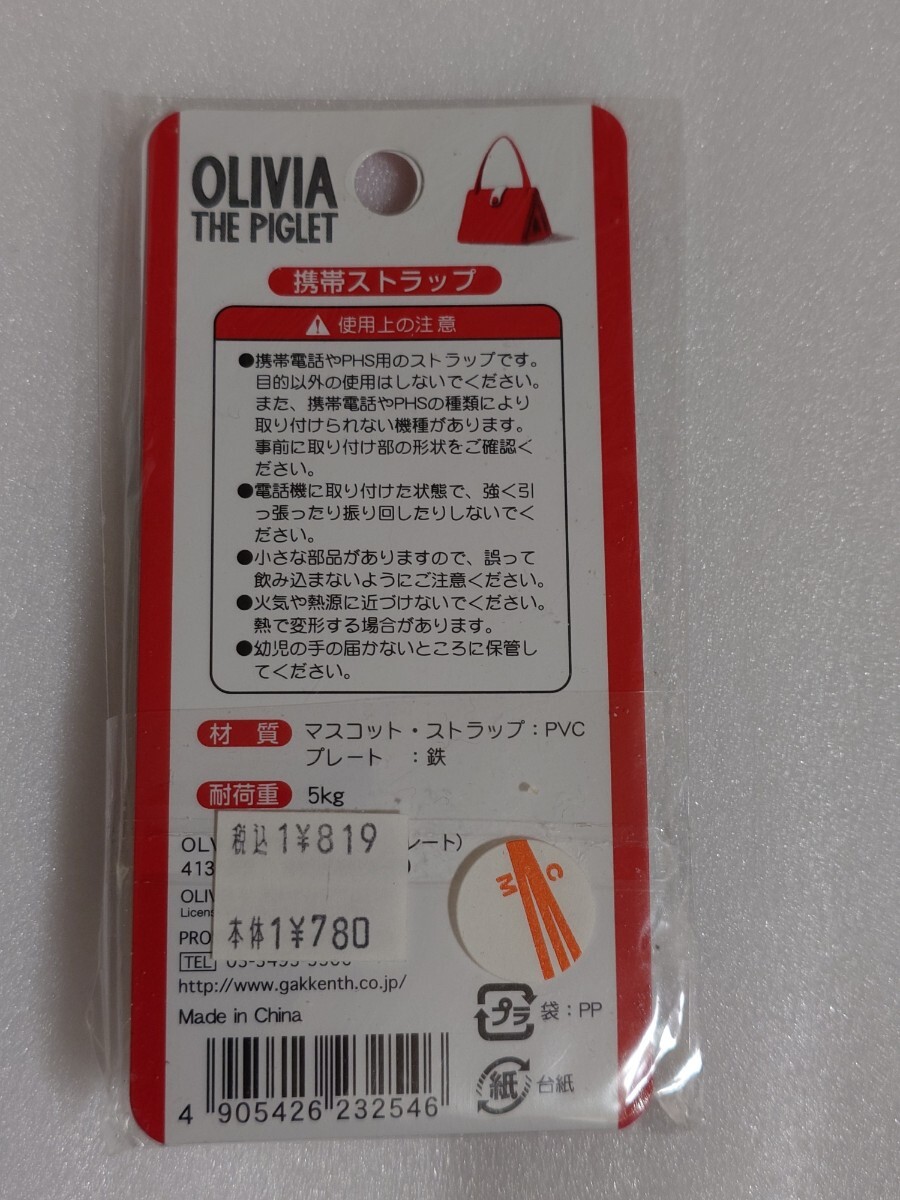 OLIVIA
THE PIGLET
携帯ストラップ
使用上の注意
●携帯電話やPHS用のストラップです。
目的以外の使用はしないでください。
また、携帯電話やPHSの種類により
取り付けられない機種があります。
事前に取り付け部の形状をご確認く
ださい。
●電話機に取り付けた状態で、強く引
っ張ったり振り回したりしないでく
ださい。
●小さな部品がありますので、誤って
飲み込まないようにご注意ください。
●火気や熱源に近づけないでください。
熱で変形する場合があります。
●幼児の手の届かないところに保管し
てください。
材質 マスコット・ストラップ：PVC
プレート ：鉄
耐荷重 5kg
税込1¥819
本体1¥780
レート)
413
PRO
TEL
http://www.gakkenth.co.jp/
Made in China
4 905426 232546
C
M
プラ 袋：PP
紙 台紙